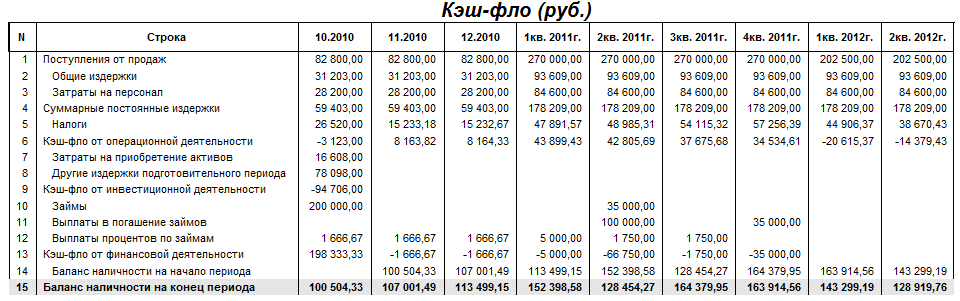 Кэш-фло (руб.)
N Строка 10.2010 11.2010 12.2010 1кв. 2011г. 2кв. 2011г. 3кв. 2011г. 4кв. 2011г. 1кв. 2012г. 2кв. 2012г.
1 Поступления от продаж 82 800,00 82 800,00 82 800,00 270 000,00 270 000,00 270 000,00 270 000,00 202 500,00 202 500,00
2 Общие издержки 31 203,00 31 203,00 31 203,00 93 609,00 93 609,00 93 609,00 93 609,00 93 609,00 93 609,00
3 Затраты на персонал 28 200,00 28 200,00 28 200,00 84 600,00 84 600,00 84 600,00 84 600,00 84 600,00 84 600,00
4 Суммарные постоянные издержки 59 403,00 59 403,00 59 403,00 178 209,00 178 209,00 178 209,00 178 209,00 178 209,00 178 209,00
5 Налоги 26 520,00 15 233,18 15 232,67 47 891,57 48 985,31 54 115,32 57 256,39 44 906,37 38 670,43
6 Кэш-фло от операционной деятельности -3 123,00 8 163,82 8 164,33 43 899,43 42 805,69 37 675,68 34 534,61 -20 615,37 -14 379,43
7 Затраты на приобретение активов 16 608,00
8 Другие издержки подготовительного периода 78 098,00
9 Кэш-фло от инвестиционной деятельности -94 706,00
10 Займы 200 000,00 35 000,00
11 Выплаты в погашение займов 100 000,00 35 000,00
12 Выплаты процентов по займам 1 666,67 1 666,67 1 666,67 5 000,00 1 750,00 1 750,00
13 Кэш-фло от финансовой деятельности 198 333,33 -1 666,67 -1 666,67 -5 000,00 -66 750,00 -1 750,00 -35 000,00
14 Баланс наличности на начало периода 100 504,33 107 001,49 113 499,15 152 398,58 128 454,27 164 379,95 163 914,56 143 299,19
15 Баланс наличности на конец периода 100 504,33 107 001,49 113 499,15 152 398,58 128 454,27 164 379,95 163 914,56 143 299,19 128 919,76